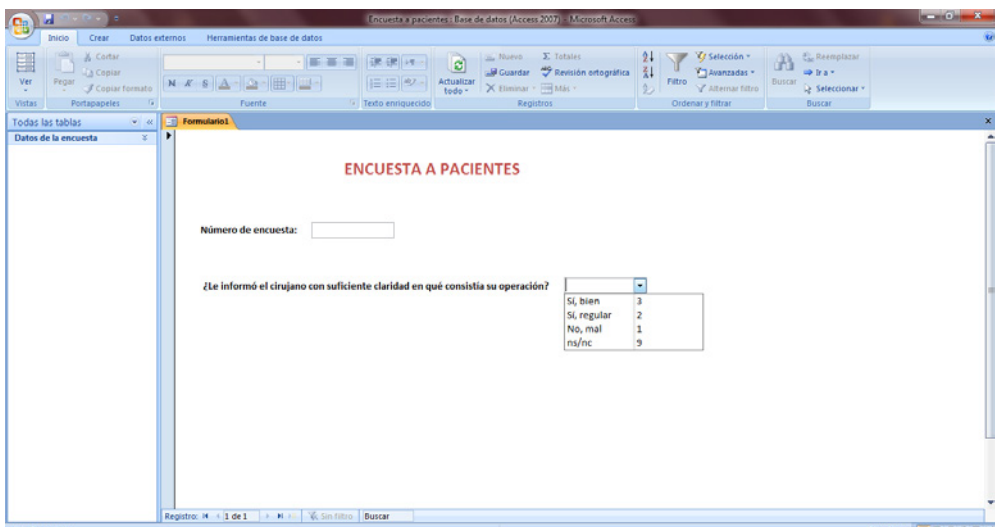 Encuesta a pacientes : Base de datos (Access 2007) - Microsoft Access
Inicio Crear Datos externos Herramientas de base de datos
Ver
Vistas
Pegar
Cortar
Copiar
Copiar formato
Portapapeles
N K S
Fuente
Texto enriquecido
Actualizar
todo
Nuevo
Guardar
Eliminar
Totales
Revisión ortográfica
Más
Registros
Filtro
Selección
Avanzadas
Alternar filtro
Ordenar y filtrar
Buscar
Reemplazar
Ir a
Seleccionar
Buscar
Todas las tablas
Datos de la encuesta
Formulario1
ENCUESTA A PACIENTES
Número de encuesta:
¿Le informó el cirujano con suficiente claridad en qué consistía su operación?
Sí, bien 3
Sí, regular 2
No, mal 1
ns/nc 9
Registro: 1 de 1 Sin filtro Buscar